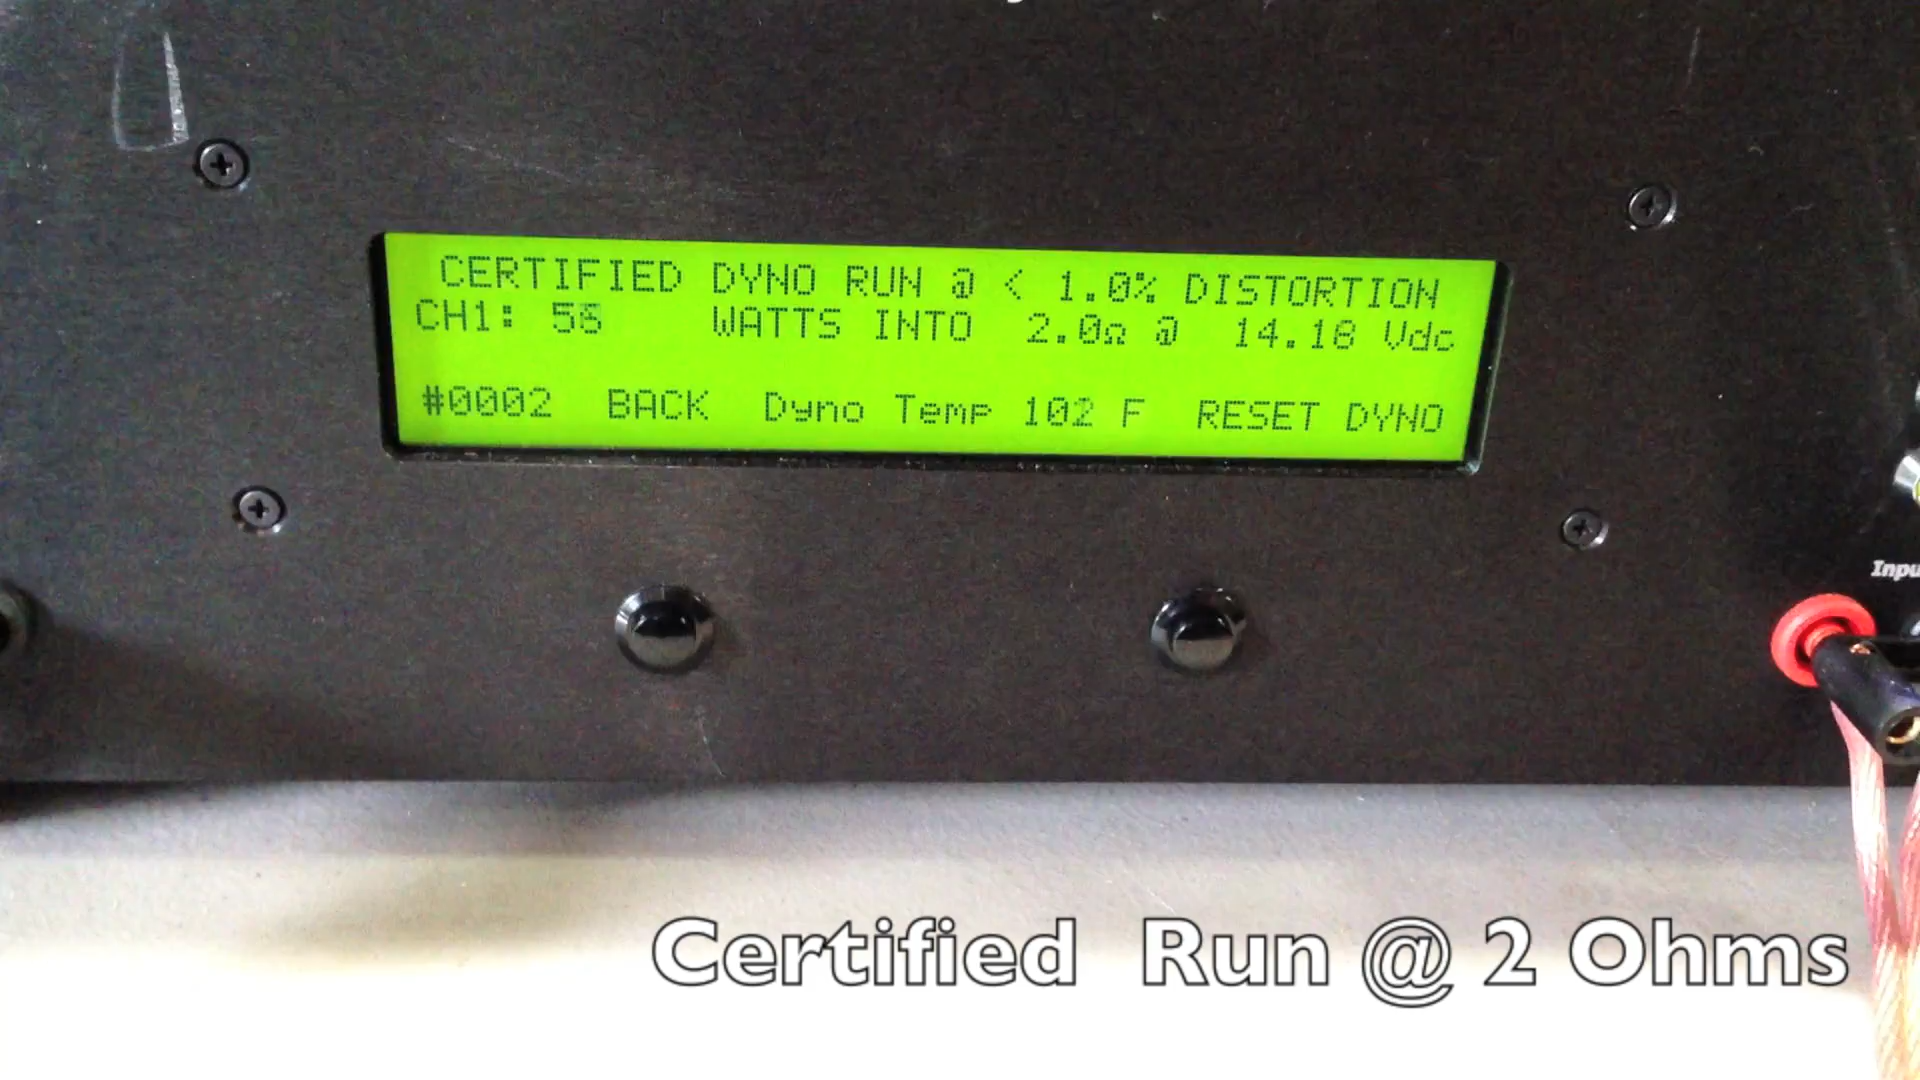 CERTIFIED DYNO RUN @ < 1.0% DISTORTION
CH1: WATTS INTO 2.0Ω @ 14.18 Vdc
#0002 BACK Dyno Temp 102 F RESET DYNO
Certified Run @ 2 Ohms